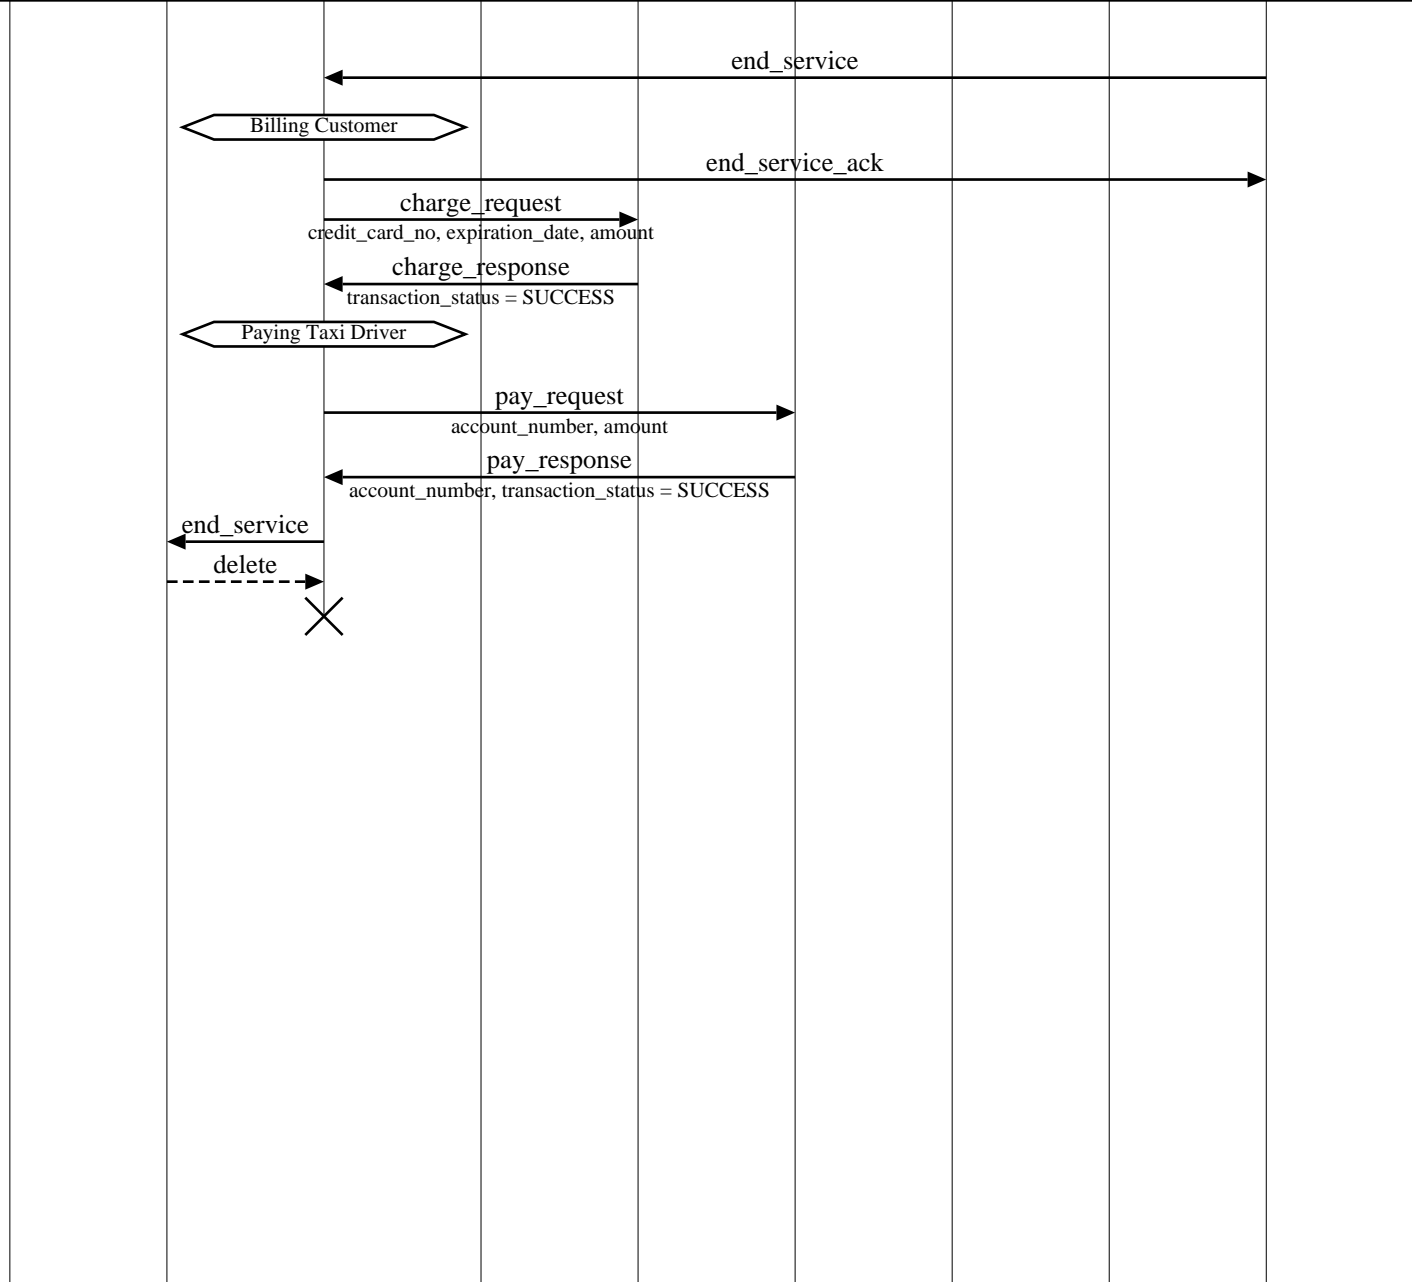 end_service
Billing Customer
end_service_ack
charge_request
credit_card_no, expiration_date, amount
charge_response
transaction_status = SUCCESS
Paying Taxi Driver
pay_request
account_number, amount
pay_response
account_number, transaction_status = SUCCESS
end_service
delete